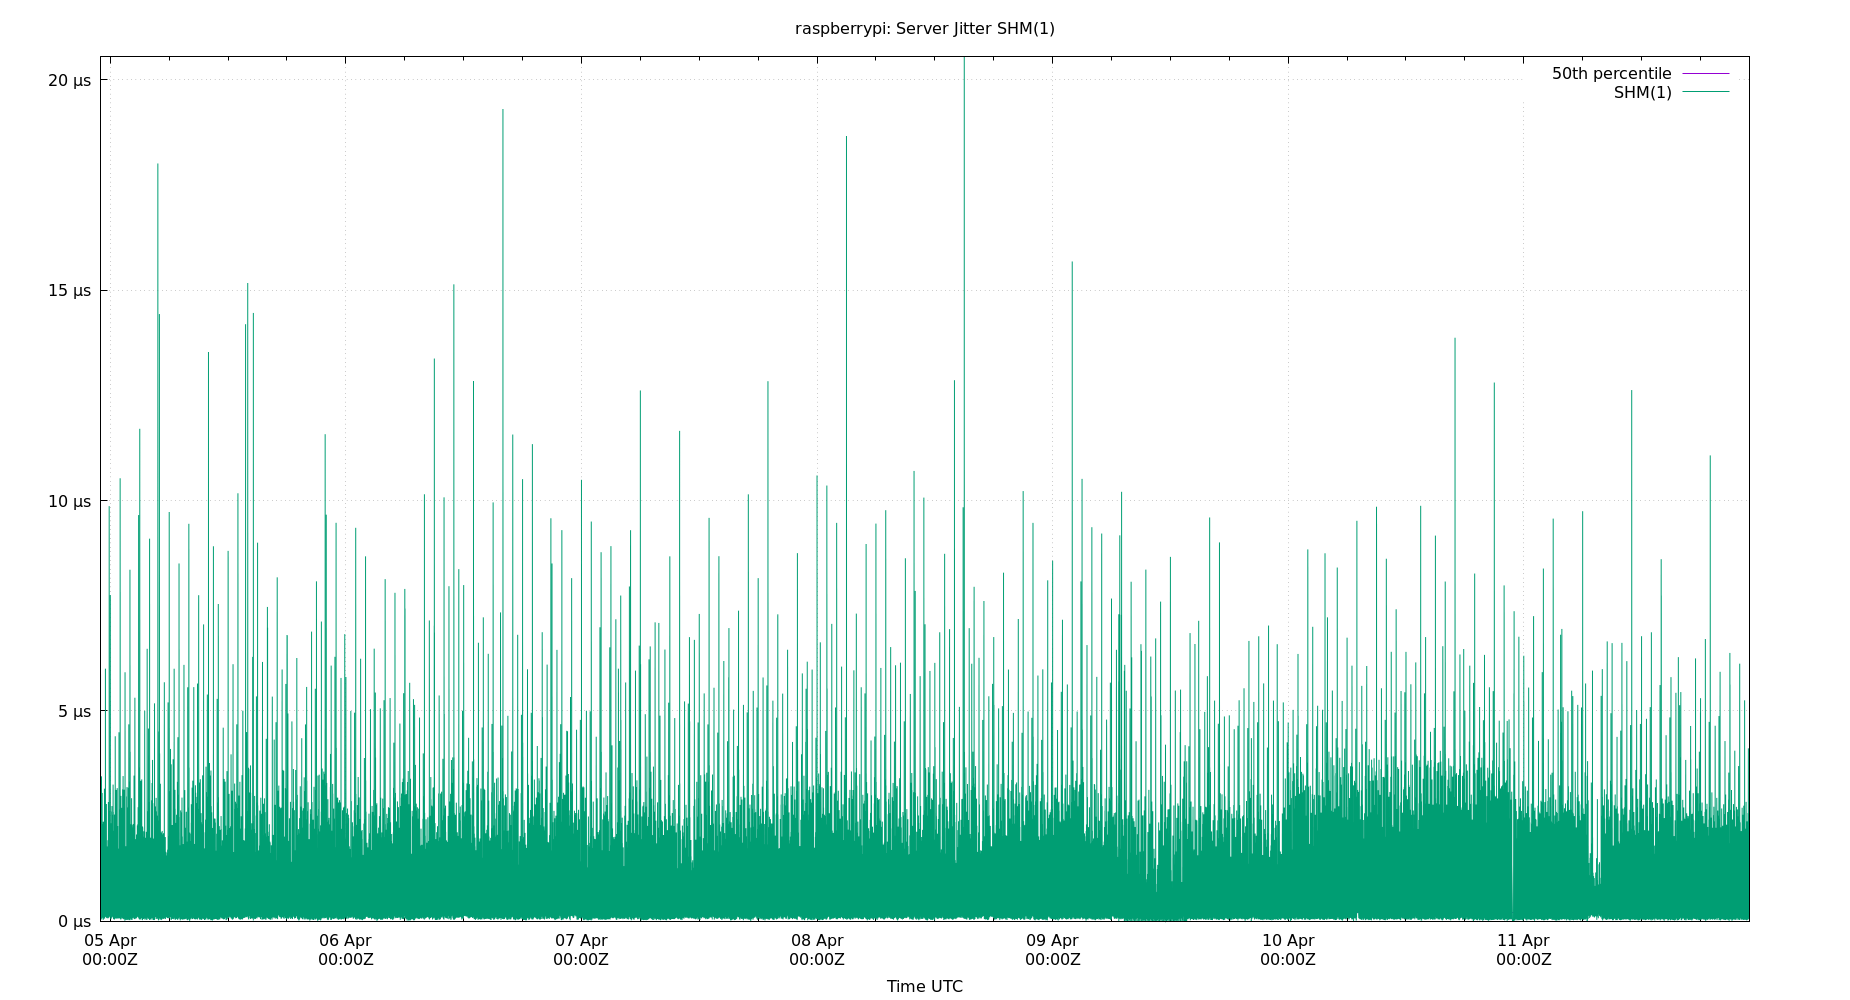 raspberrypi: Server Jitter SHM(1)
50th percentile
SHM(1)
20 µs
15 µs
10 µs
5 µs
0 µs
05 Apr 06 Apr 07 Apr 08 Apr 09 Apr 10 Apr 11 Apr
00:00Z 00:00Z 00:00Z 00:00Z 00:00Z 00:00Z 00:00Z
Time UTC